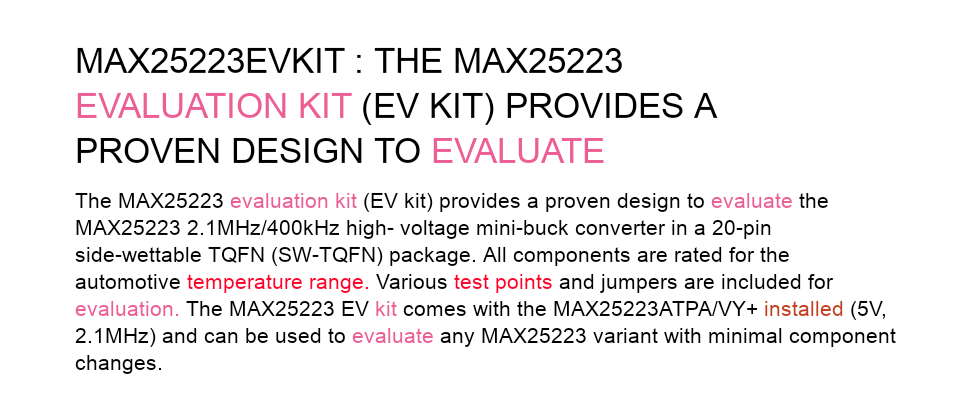 MAX25223EVKIT : THE MAX25223
EVALUATION KIT (EV KIT) PROVIDES A
PROVEN DESIGN TO EVALUATE
The MAX25223 evaluation kit (EV kit) provides a proven design to evaluate the
MAX25223 2.1MHz/400kHz high- voltage mini-buck converter in a 20-pin
side-wettable TQFN (SW-TQFN) package. All components are rated for the
automotive temperature range. Various test points and jumpers are included for
evaluation. The MAX25223 EV kit comes with the MAX25223ATPA/VY+ installed (5V,
2.1MHz) and can be used to evaluate any MAX25223 variant with minimal component
changes.